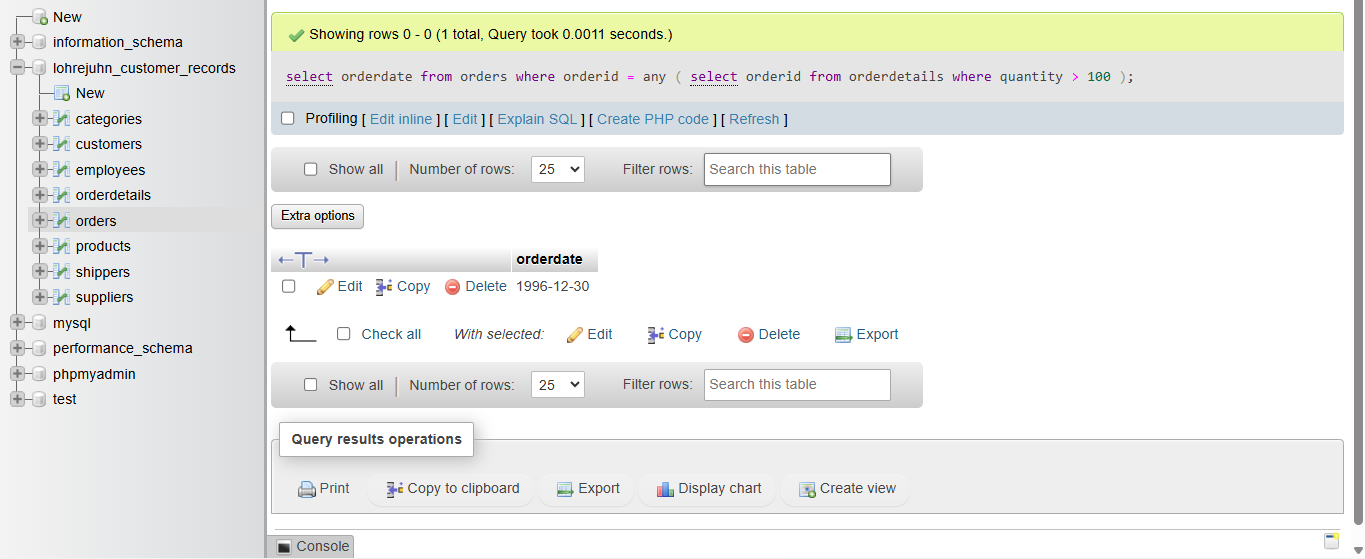 New
information_schema
lohrejuhn_customer_records
New
categories
customers
employees
orderdetails
orders
products
shippers
suppliers
mysql
performance_schema
phpmyadmin
test
Showing rows 0 - 0 (1 total, Query took 0.0011 seconds.)
select orderdate from orders where orderid = any ( select orderid from orderdetails where quantity > 100 );
Profiling [ Edit inline ] [ Edit ] [ Explain SQL ] [ Create PHP code ] [ Refresh ]
Show all | Number of rows: 25 Filter rows: Search this table
Extra options
orderdate
Edit Copy Delete 1996-12-30
Check all With selected: Edit Copy Delete Export
Show all | Number of rows: 25 Filter rows: Search this table
Query results operations
Print Copy to clipboard Export Display chart Create view
Console